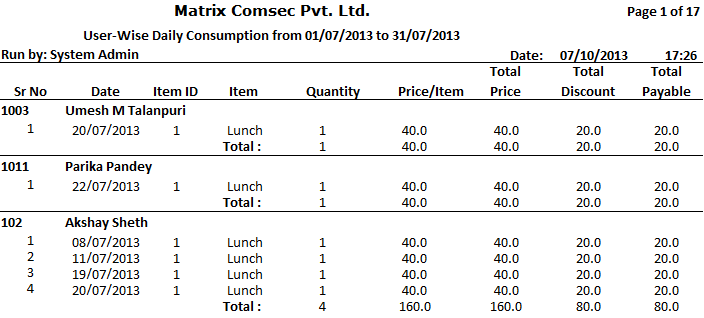 Matrix Comsec Pvt. Ltd. Page 1 of 17
User-Wise Daily Consumption from 01/07/2013 to 31/07/2013
Run by: System Admin Date: 07/10/2013 17:26
Total Total Total
Sr No Date Item ID Item Quantity Price/Item Price Discount Payable
1003 Umesh M Talanpuri
1 20/07/2013 1 Lunch 1 40.0 40.0 20.0 20.0
Total : 1 40.0 40.0 20.0 20.0
1011 Parika Pandey
1 22/07/2013 1 Lunch 1 40.0 40.0 20.0 20.0
Total : 1 40.0 40.0 20.0 20.0
102 Akshay Sheth
1 08/07/2013 1 Lunch 1 40.0 40.0 20.0 20.0
2 11/07/2013 1 Lunch 1 40.0 40.0 20.0 20.0
3 19/07/2013 1 Lunch 1 40.0 40.0 20.0 20.0
4 20/07/2013 1 Lunch 1 40.0 40.0 20.0 20.0
Total : 4 160.0 160.0 80.0 80.0